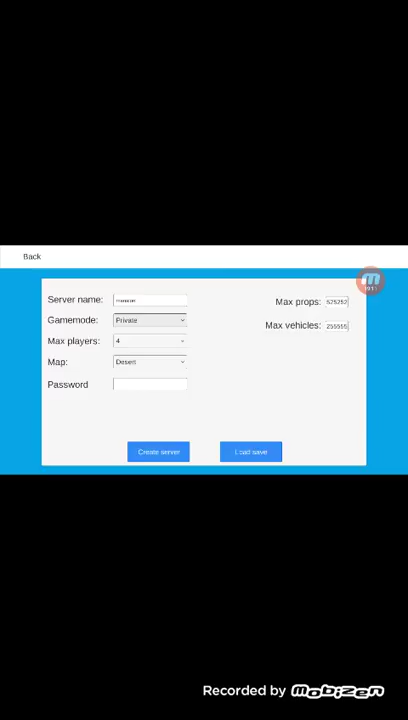 Back
Server name:
Max props: 525252
Gamemode: Private
Max vehicles: 255555
Max players: 4
Map: Desert
Password
Create server Load save
Recorded by Mobizen